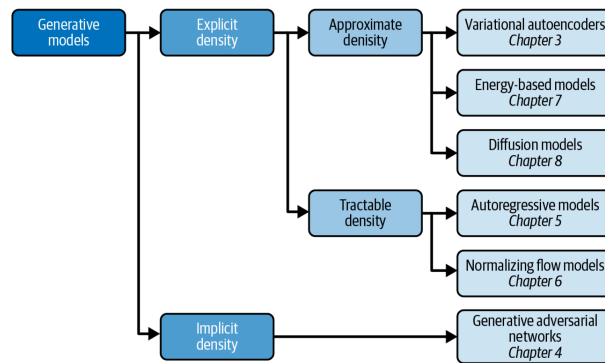 Generative
models
Explicit
density
Approximate
denisity
Variational autoencoders
Chapter 3
Energy-based models
Chapter 7
Diffusion models
Chapter 8
Tractable
density
Autoregressive models
Chapter 5
Normalizing flow models
Chapter 6
Implicit
density
Generative adversarial
networks
Chapter 4